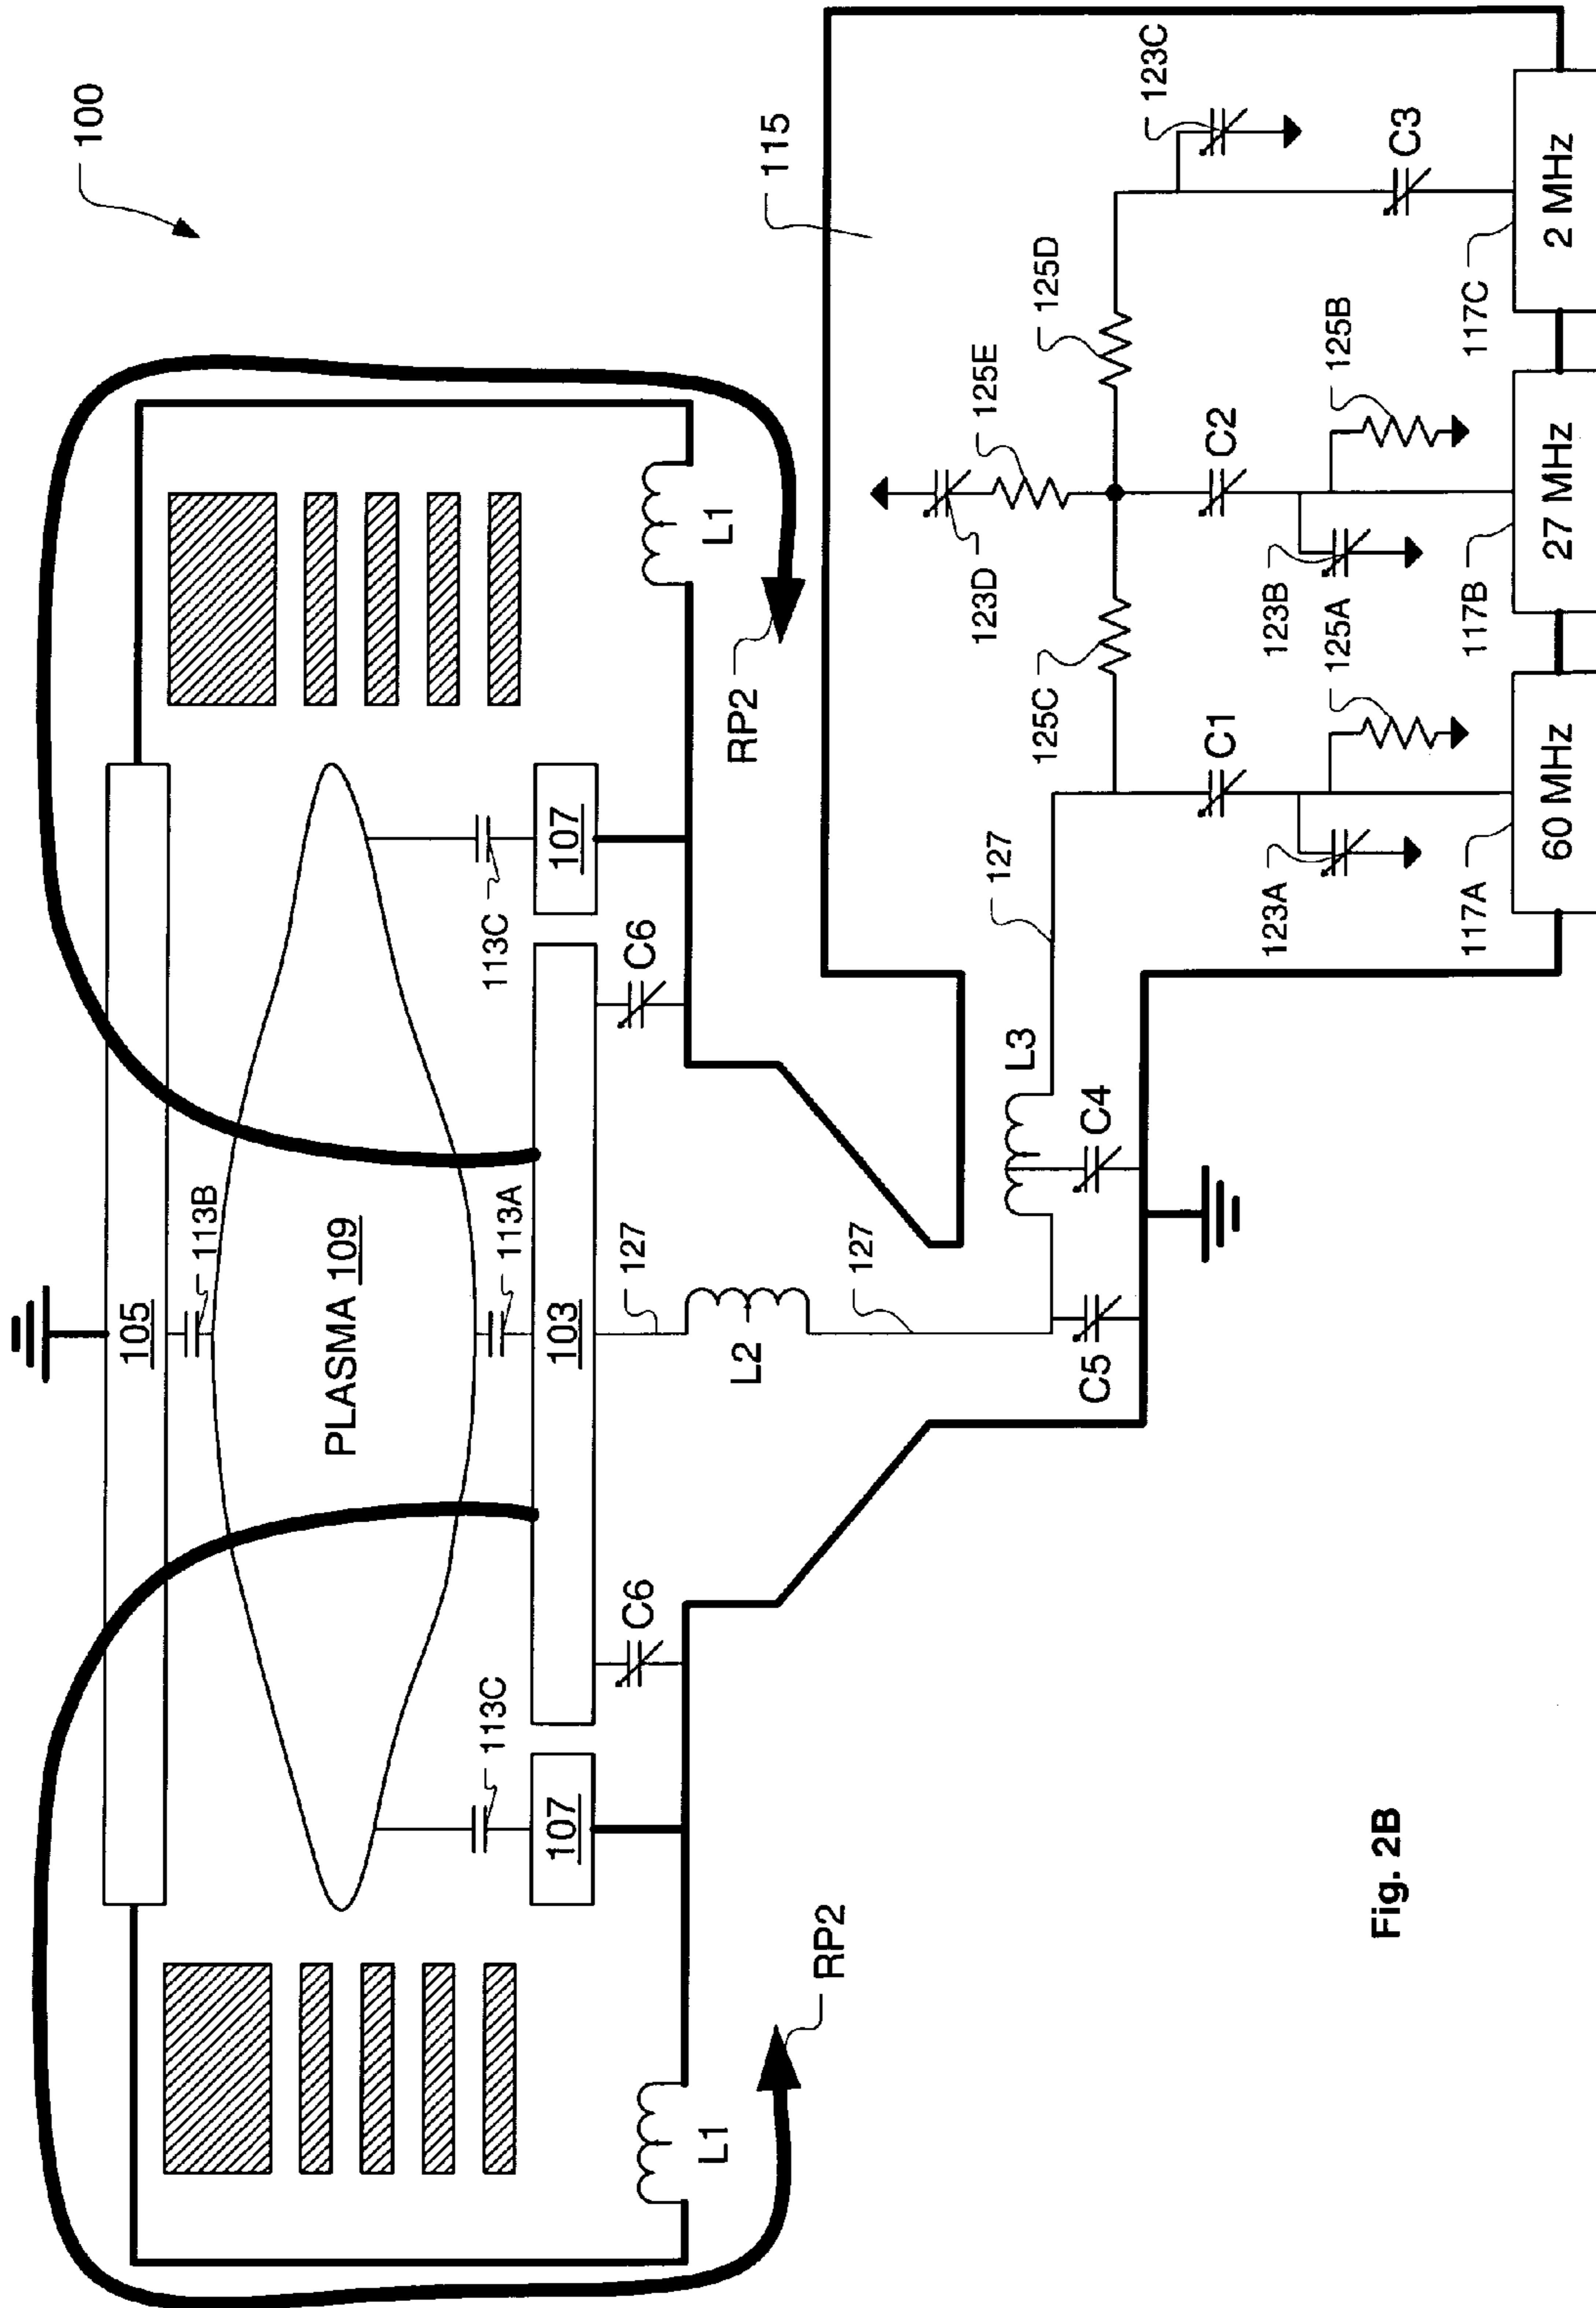 100
105
113B
PLASMA 109
113A
103
113C
107
113C
107
C6
C6
127
L2
127
L1
L1
RP2
RP2
115
L3
127
C5
C4
125C
125D
125E
123D
C1
C2
C3
123A
125A
123B
125B
123C
117A
60 MHz
117B
27 MHz
117C
2 MHz
Fig. 2B